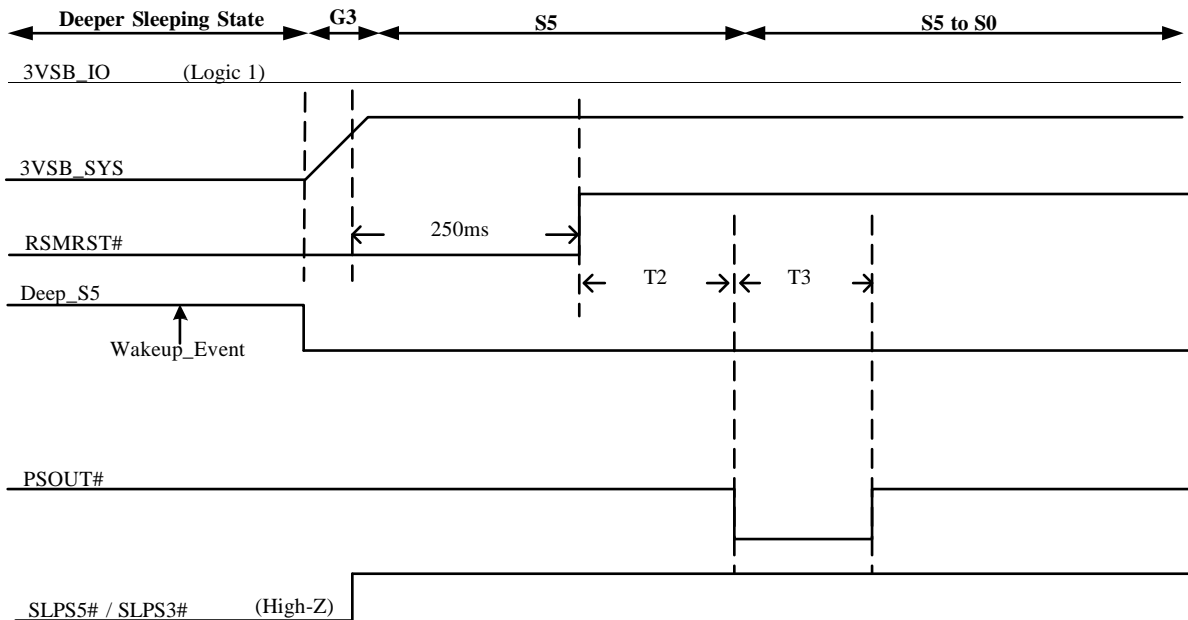 Deeper Sleeping State G3 S5 S5 to S0
3VSB_IO (Logic 1)
3VSB_SYS
RSMRST# 250ms
T2 T3
Deep_S5
Wakeup_Event
PSOUT#
SLPS5# / SLPS3# (High-Z)